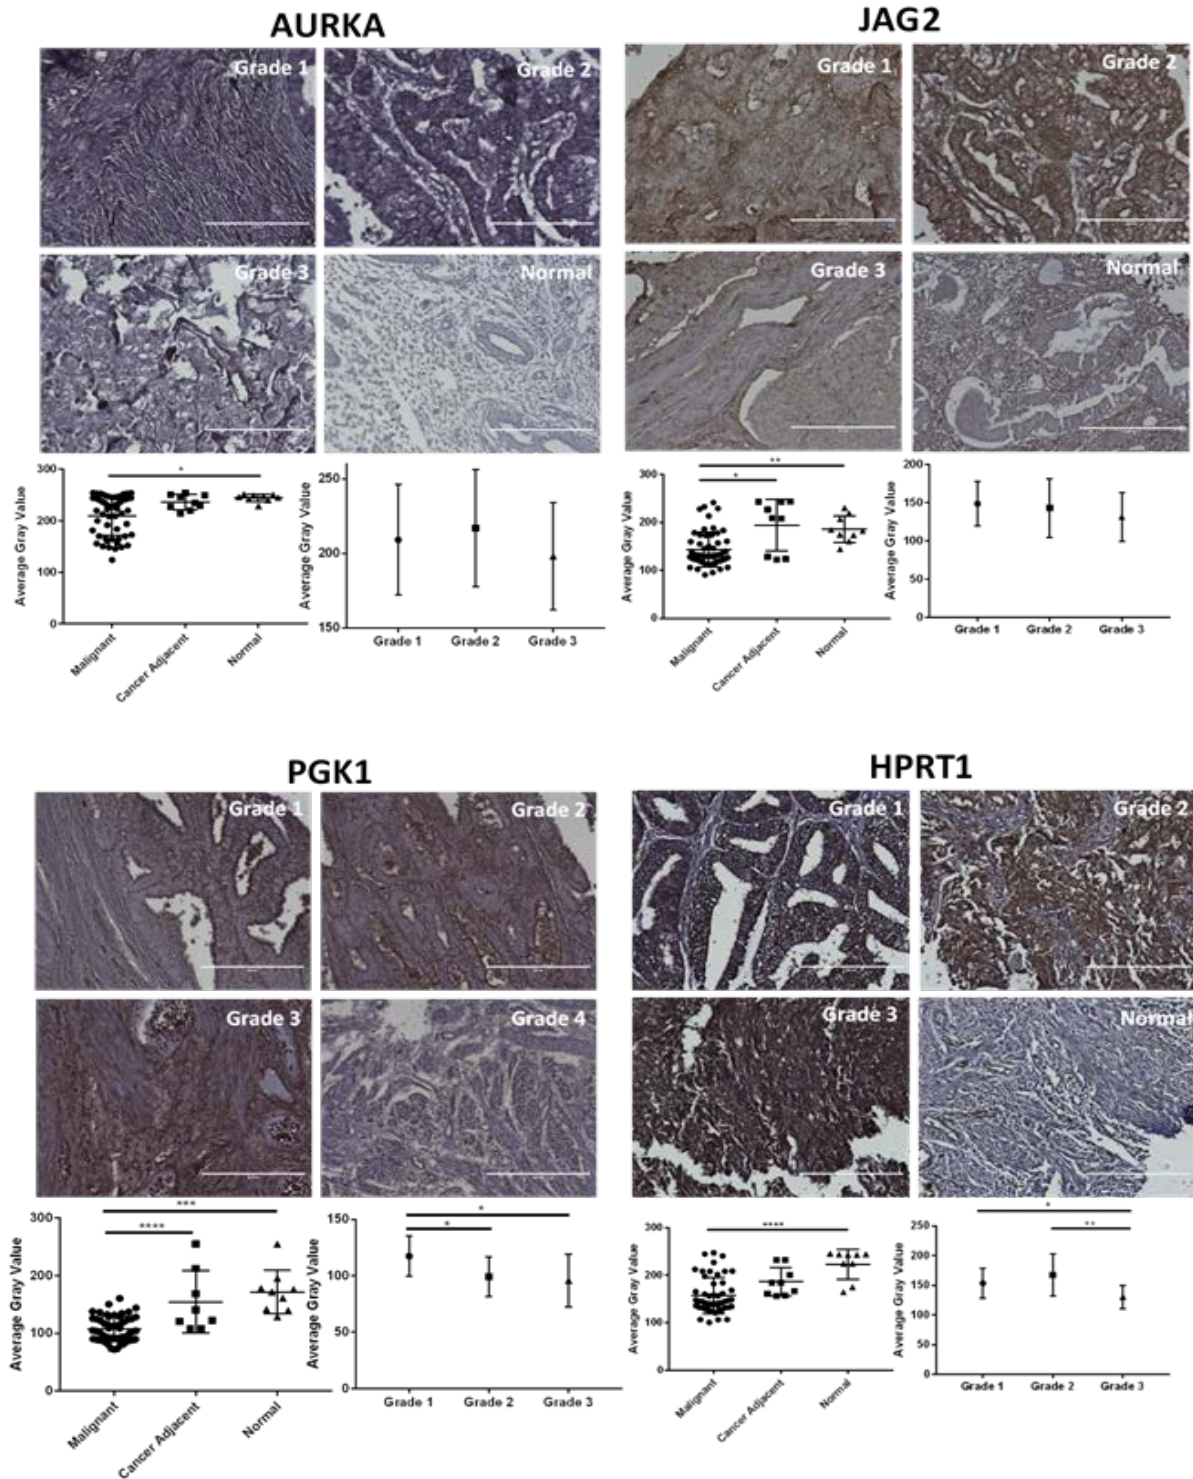 AURKA
Grade 1
Grade 2
Grade 3
Normal
Average Gray Value
300
200
100
0
*
Malignant
Cancer Adjacent
Normal
Average Gray Value
250
200
150
Grade 1
Grade 2
Grade 3
JAG2
Grade 1
Grade 2
Grade 3
Normal
Average Gray Value
300
200
100
0
**
*
Malignant
Cancer Adjacent
Normal
Average Gray Value
200
150
100
50
0
Grade 1
Grade 2
Grade 3
PGK1
Grade 1
Grade 2
Grade 3
Grade 4
Average Gray Value
300
200
100
0
***
****
Malignant
Cancer Adjacent
Normal
Average Gray Value
150
100
50
0
*
*
Grade 1
Grade 2
Grade 3
HPRT1
Grade 1
Grade 2
Grade 3
Normal
Average Gray Value
300
200
100
0
****
Malignant
Cancer Adjacent
Normal
Average Gray Value
250
200
150
100
50
0
*
**
Grade 1
Grade 2
Grade 3